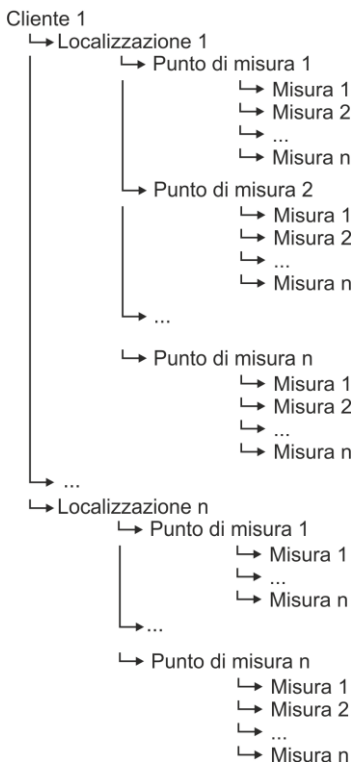 Cliente 1
Localizzazione 1
Punto di misura 1
Misura 1
Misura 2
...
Misura n
Punto di misura 2
Misura 1
Misura 2
...
Misura n
...
Punto di misura n
Misura 1
Misura 2
...
Misura n
...
Localizzazione n
Punto di misura 1
Misura 1
...
Misura n
...
Punto di misura n
Misura 1
Misura 2
...
Misura n